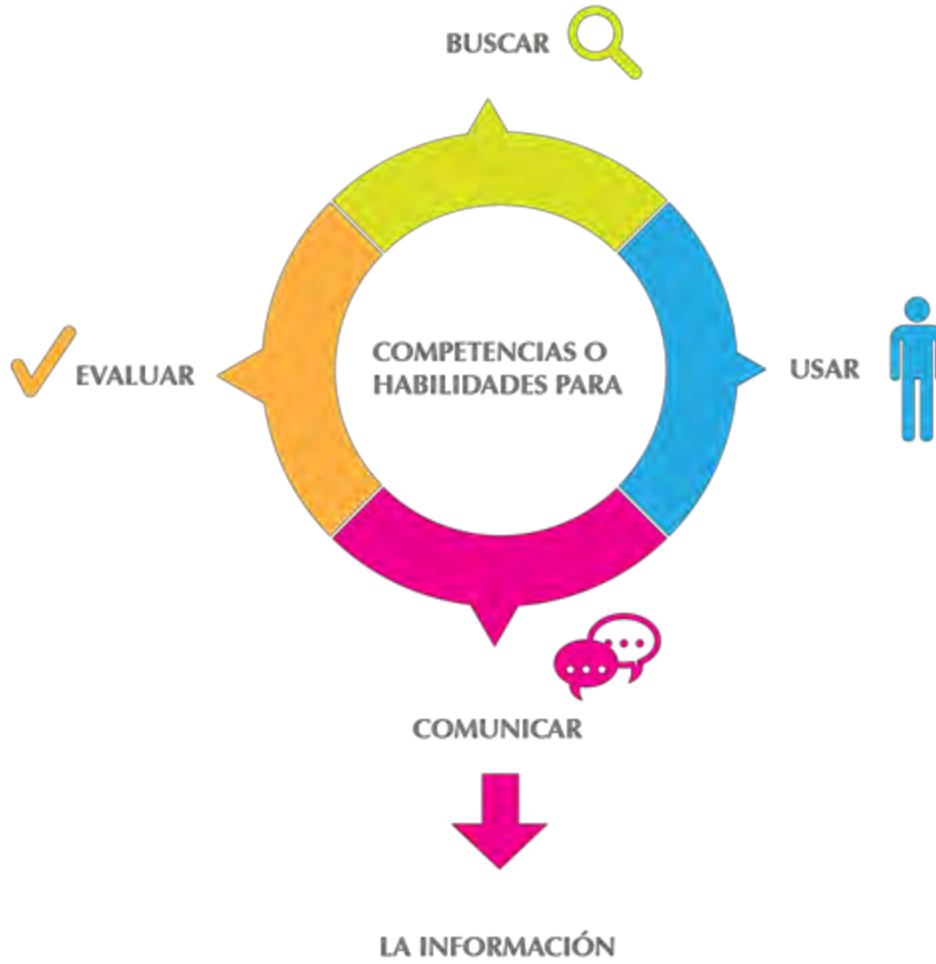 BUSCAR
COMPETENCIAS O
HABILIDADES PARA
EVALUAR
USAR
COMUNICAR
LA INFORMACIÓN